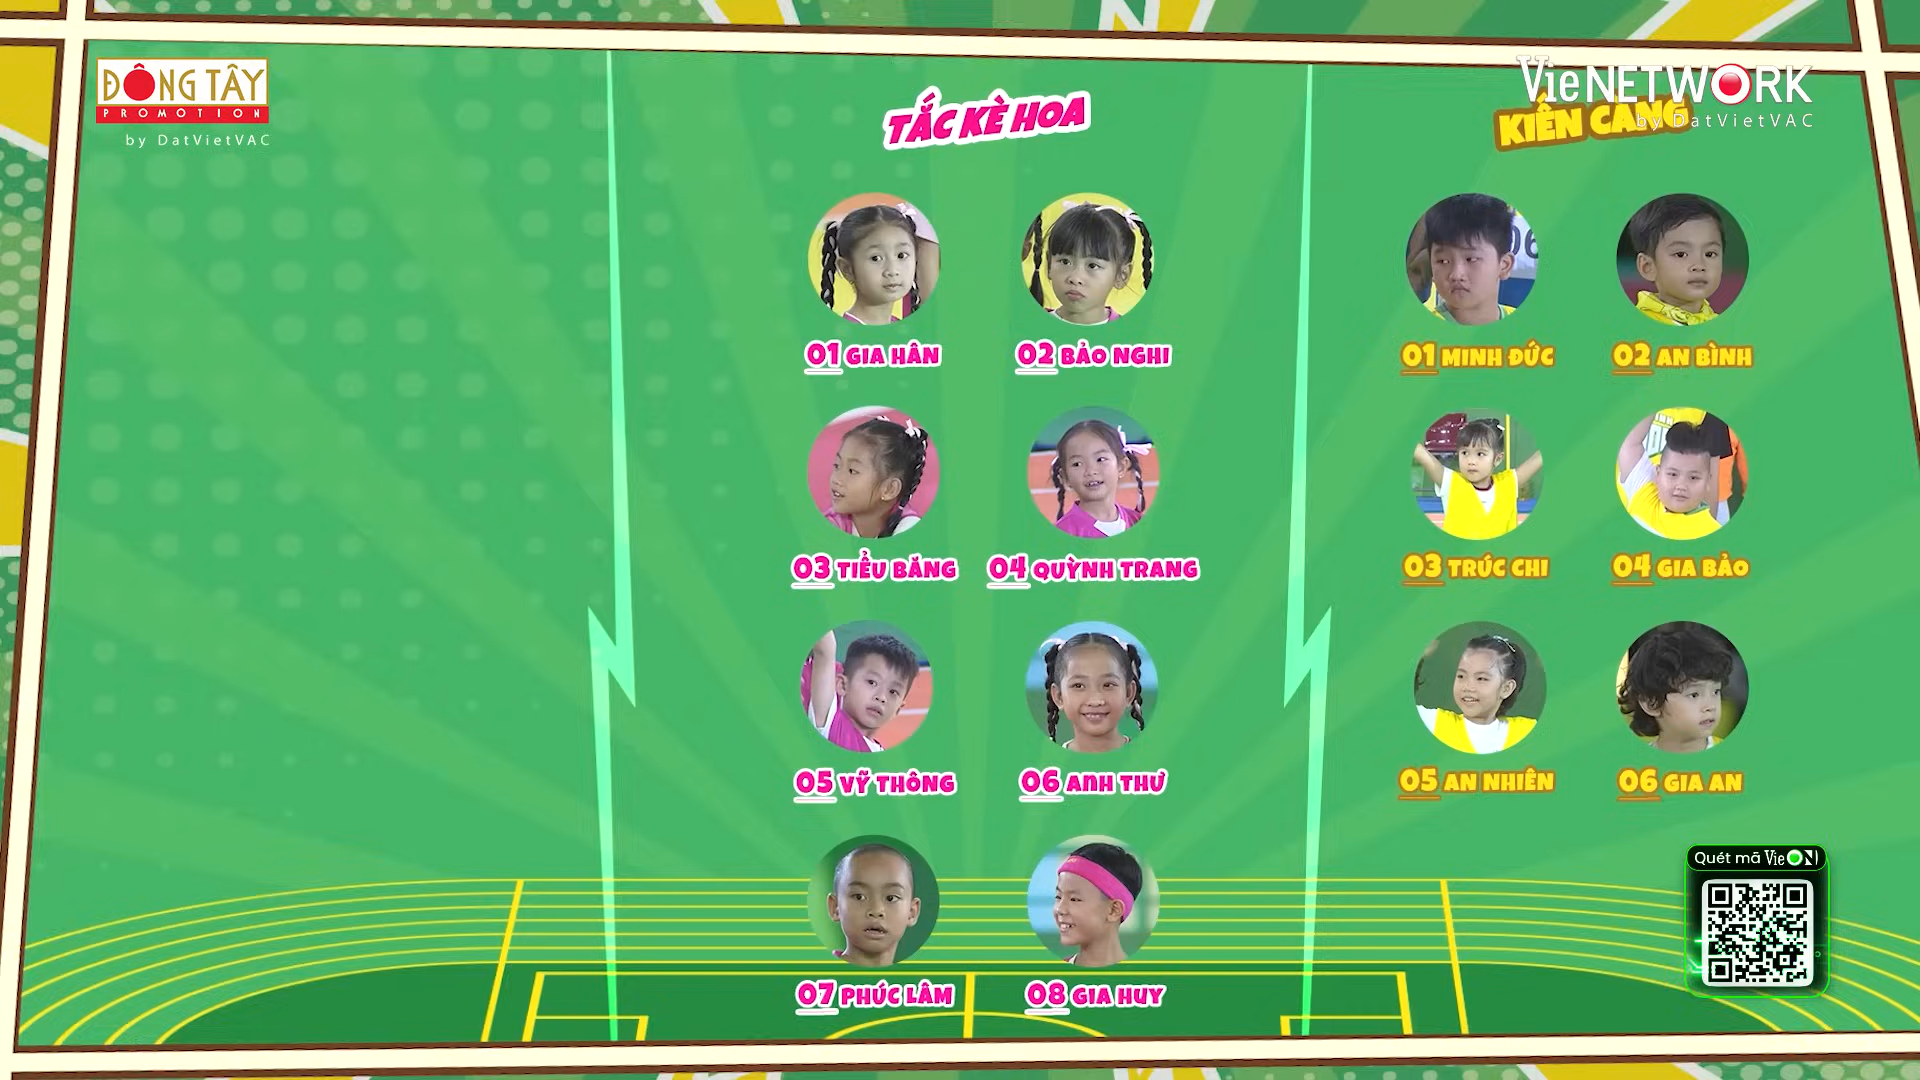 ĐÔNG TÂY
PROMOTION
by DatVietVAC
VieNETWORK
by DatVietVAC
TẮC KÈ HOA
KIẾN CÀNG
01 GIA HÂN
02 BẢO NGHI
01 MINH ĐỨC
02 AN BÌNH
03 TIỂU BĂNG
04 QUỲNH TRANG
03 TRÚC CHI
04 GIA BẢO
05 VỸ THÔNG
06 ANH THƯ
05 AN NHIÊN
06 GIA AN
07 PHÚC LÂM
08 GIA HUY
Quét mã VieON